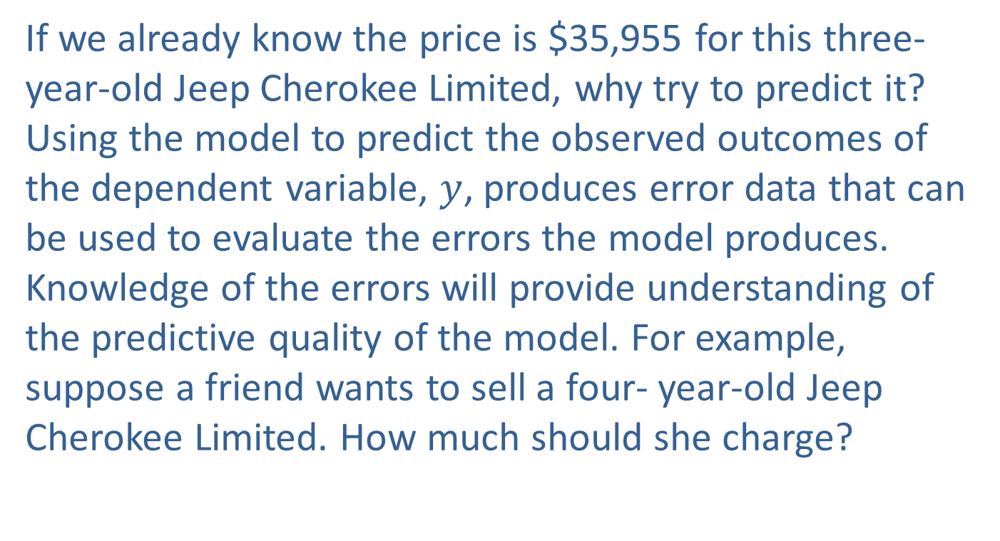 If we already know the price is $35,955 for this three-
year-old Jeep Cherokee Limited, why try to predict it?
Using the model to predict the observed outcomes of
the dependent variable, y, produces error data that can
be used to evaluate the errors the model produces.
Knowledge of the errors will provide understanding of
the predictive quality of the model. For example,
suppose a friend wants to sell a four- year-old Jeep
Cherokee Limited. How much should she charge?